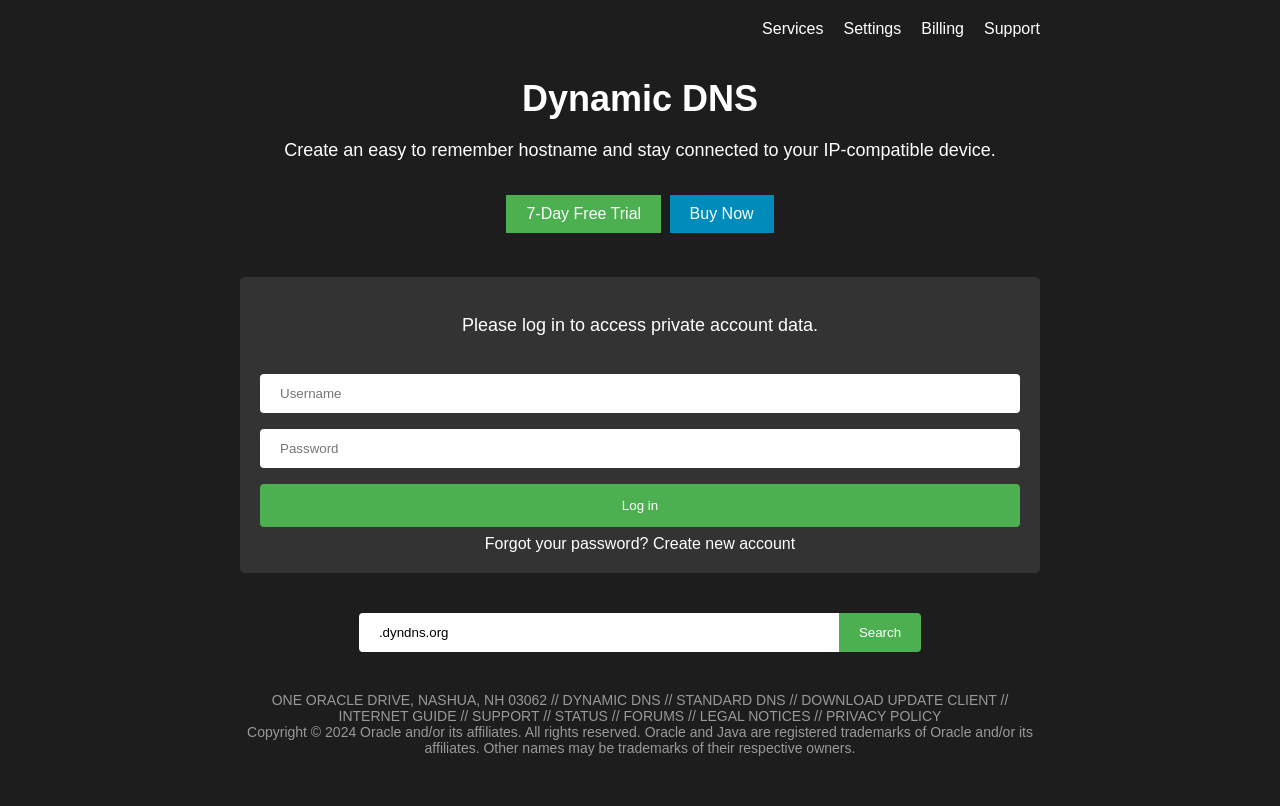 Services Settings Billing Support
Dynamic DNS
Create an easy to remember hostname and stay connected to your IP-compatible device.
7-Day Free Trial Buy Now
Please log in to access private account data.
Username
Password
Log in
Forgot your password? Create new account
.dyndns.org Search
ONE ORACLE DRIVE, NASHUA, NH 03062 // DYNAMIC DNS // STANDARD DNS // DOWNLOAD UPDATE CLIENT //
INTERNET GUIDE // SUPPORT // STATUS // FORUMS // LEGAL NOTICES // PRIVACY POLICY
Copyright © 2024 Oracle and/or its affiliates. All rights reserved. Oracle and Java are registered trademarks of Oracle and/or its
affiliates. Other names may be trademarks of their respective owners.